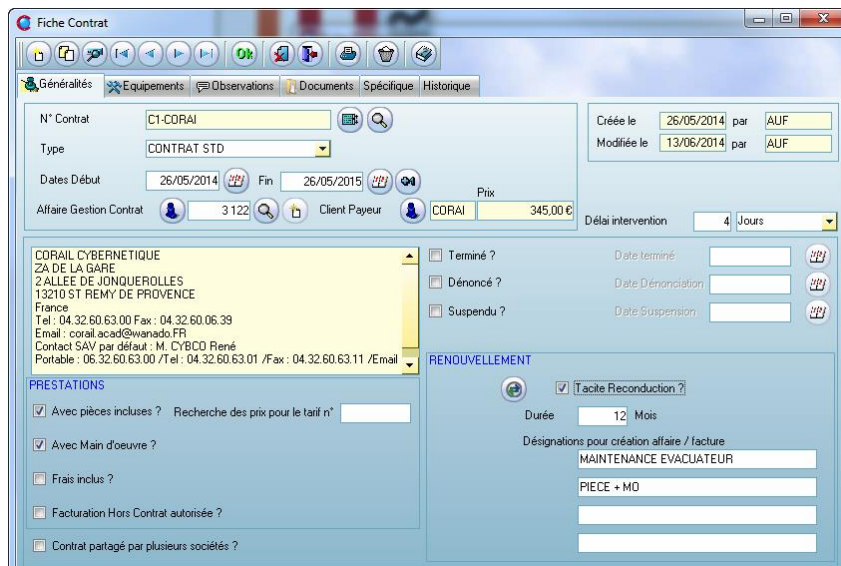 Fiche Contrat
Ok
Généralités Equipements Observations Documents Spécifique Historique
N° Contrat C1-CORAI
Type CONTRAT STD
Dates Début 26/05/2014 Fin 26/05/2015
Prix
Affaire Gestion Contrat 3 122 Client Payeur CORAI 345,00 €
Créée le 26/05/2014 par AUF
Modifiée le 13/06/2014 par AUF
Délai intervention 4 Jours
CORAIL CYBERNETIQUE
ZA DE LA GARE
2 ALLEE DE JONQUEROLLES
13210 ST REMY DE PROVENCE
France
Tel : 04.32.60.63.00 Fax : 04.32.60.06.39
Email : corail.acad@wanado.FR
Contact SAV par défaut : M. CYBCO René
Portable : 06.32.60.63.00 /Tel : 04.32.60.63.01 /Fax : 04.32.60.63.11 /Email
Terminé ? Date terminé
Dénoncé ? Date Dénonciation
Suspendu ? Date Suspension
PRESTATIONS
Avec pièces incluses ? Recherche des prix pour le tarif n°
Avec Main d'oeuvre ?
Frais inclus ?
Facturation Hors Contrat autorisée ?
Contrat partagé par plusieurs sociétés ?
RENOUVELLEMENT
Tacite Reconduction ?
Durée 12 Mois
Désignations pour création affaire / facture
MAINTENANCE EVACUATEUR
PIECE + MO